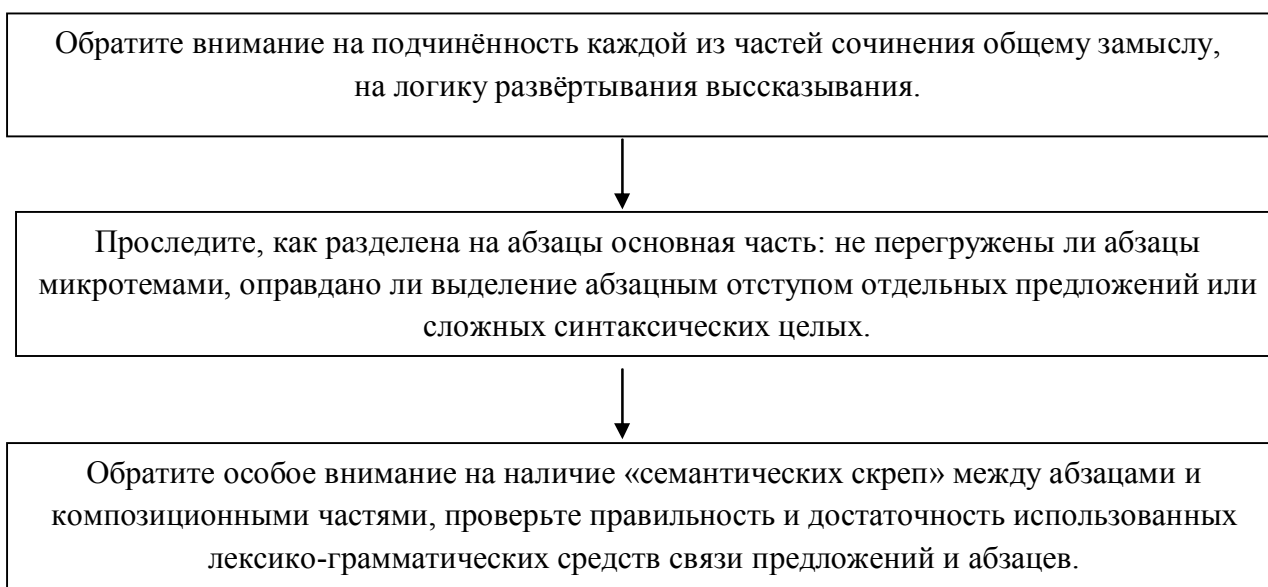 Обратите внимание на подчинённость каждой из частей сочинения общему замыслу,
на логику развёртывания выссказывания.
Проследите, как разделена на абзацы основная часть: не перегружены ли абзацы
микротемами, оправдано ли выделение абзацным отступом отдельных предложений или
сложных синтаксических целых.
Обратите особое внимание на наличие «семантических скреп» между абзацами и
композиционными частями, проверьте правильность и достаточность использованных
лексико-грамматических средств связи предложений и абзацев.